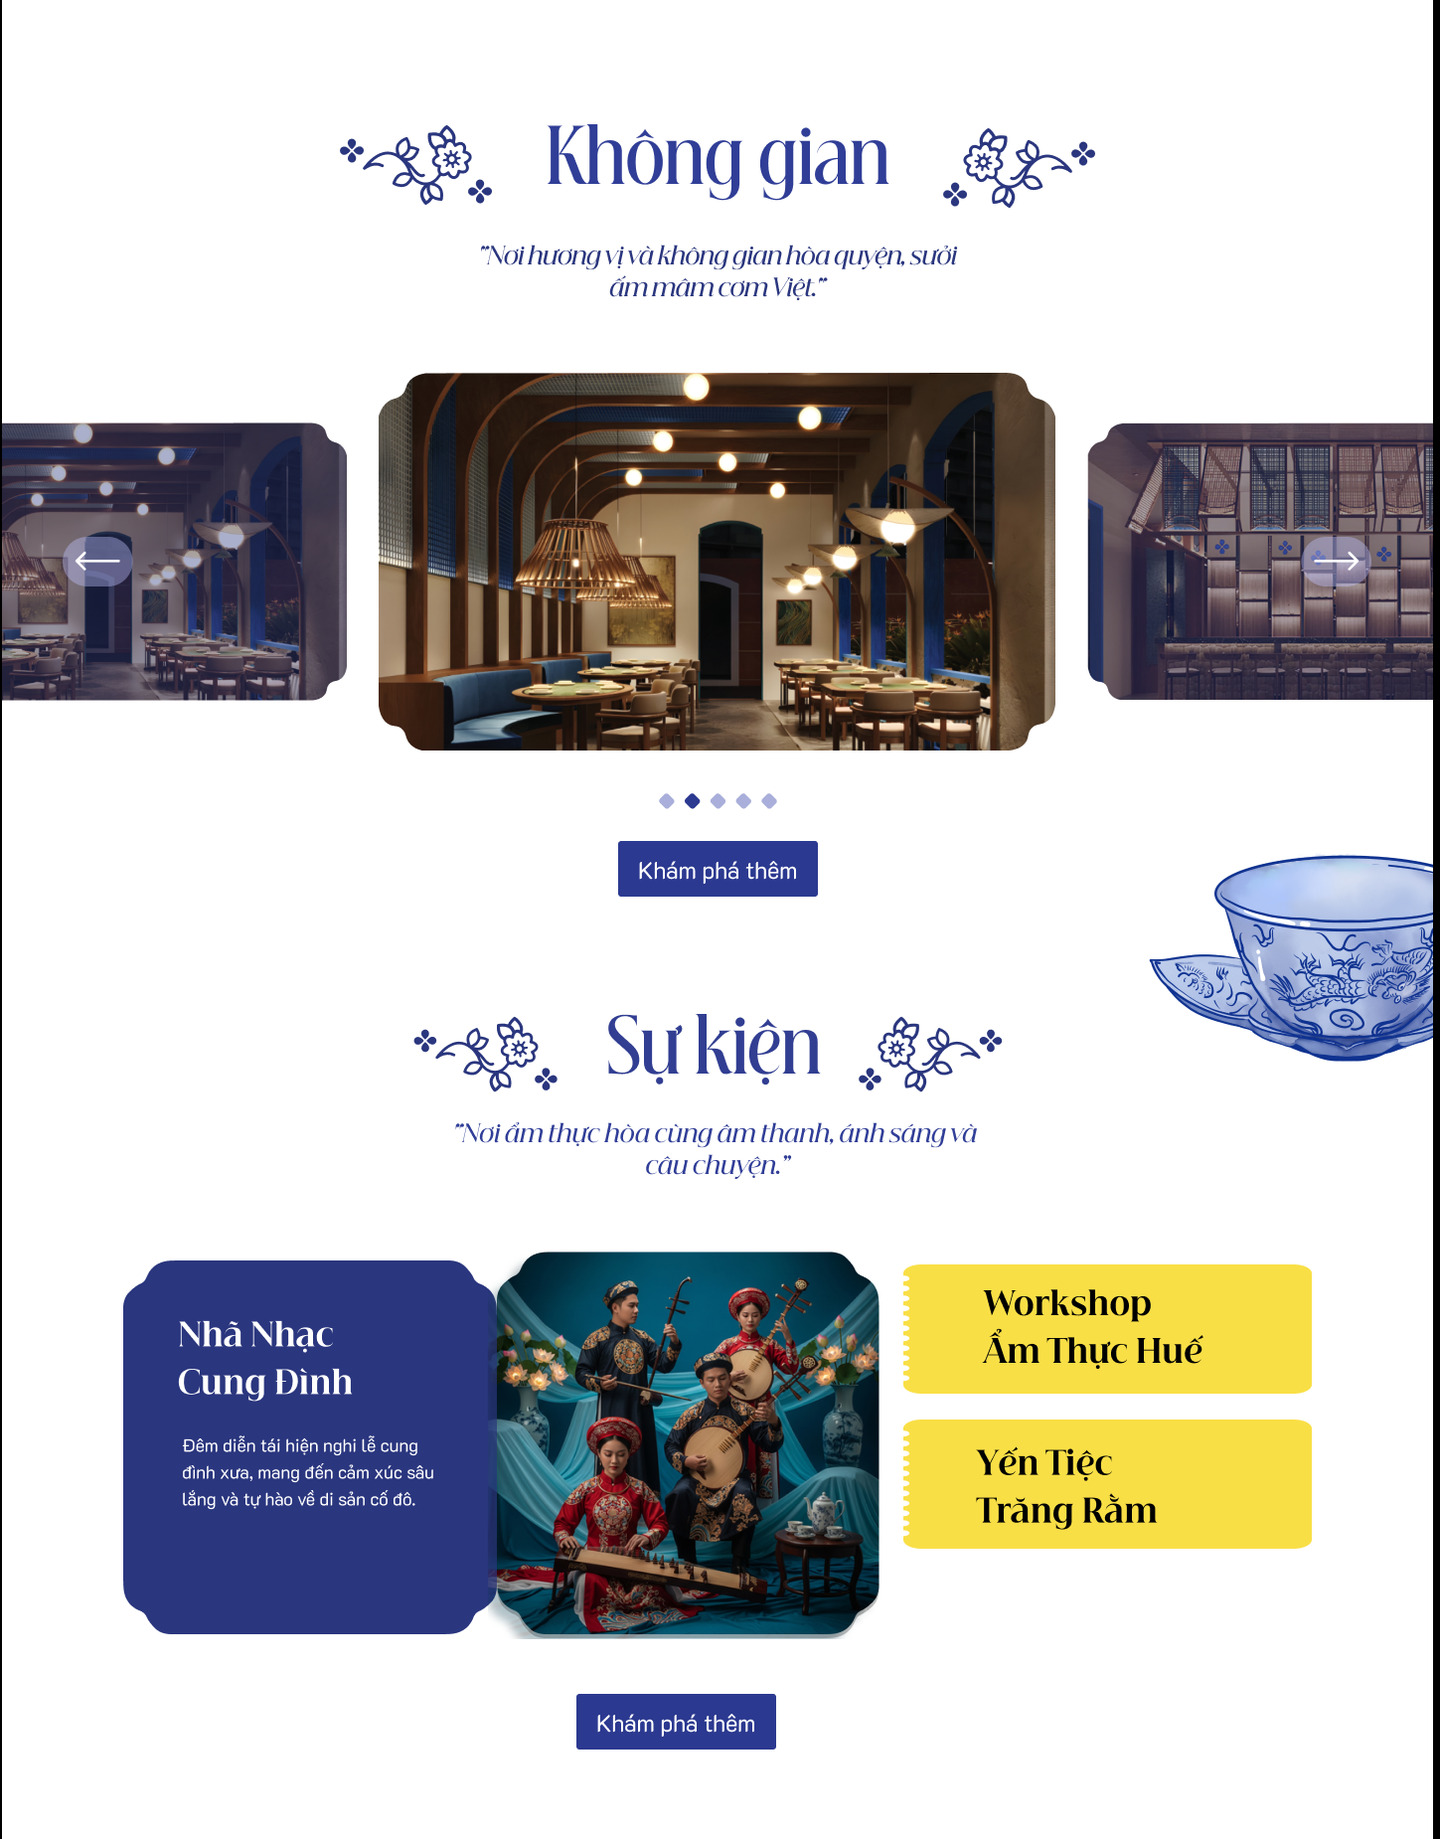 Không gian
"Nơi hương vị và không gian hòa quyện, sưởi
ấm mâm cơm Việt."
Khám phá thêm
Sự kiện
"Nơi ẩm thực hòa cùng âm thanh, ánh sáng và
câu chuyện."
Nhã Nhạc
Cung Đình
Đêm diễn tái hiện nghi lễ cung
đình xưa, mang đến cảm xúc sâu
lắng và tự hào về di sản cố đô.
Workshop
Ẩm Thực Huế
Yến Tiệc
Trăng Rằm
Khám phá thêm